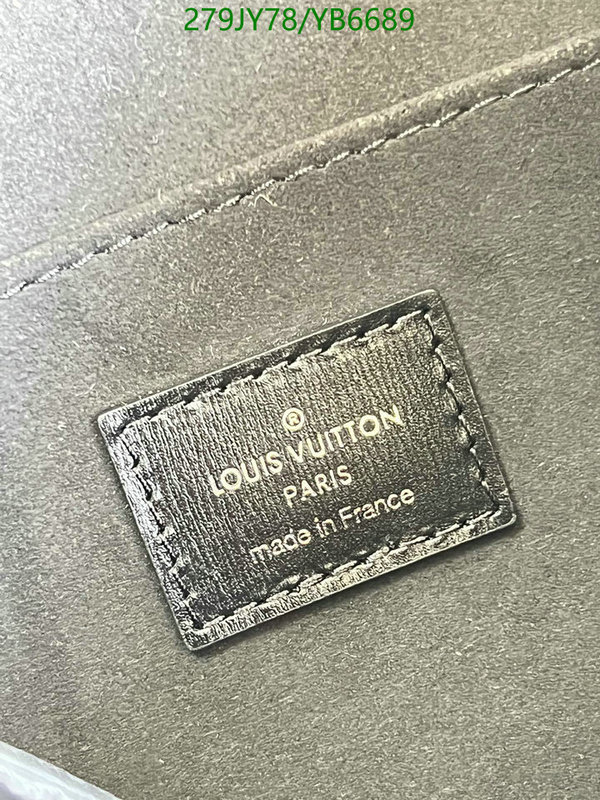 279JY78/YB6689
®
LOUIS VUITTON
PARIS
made in France